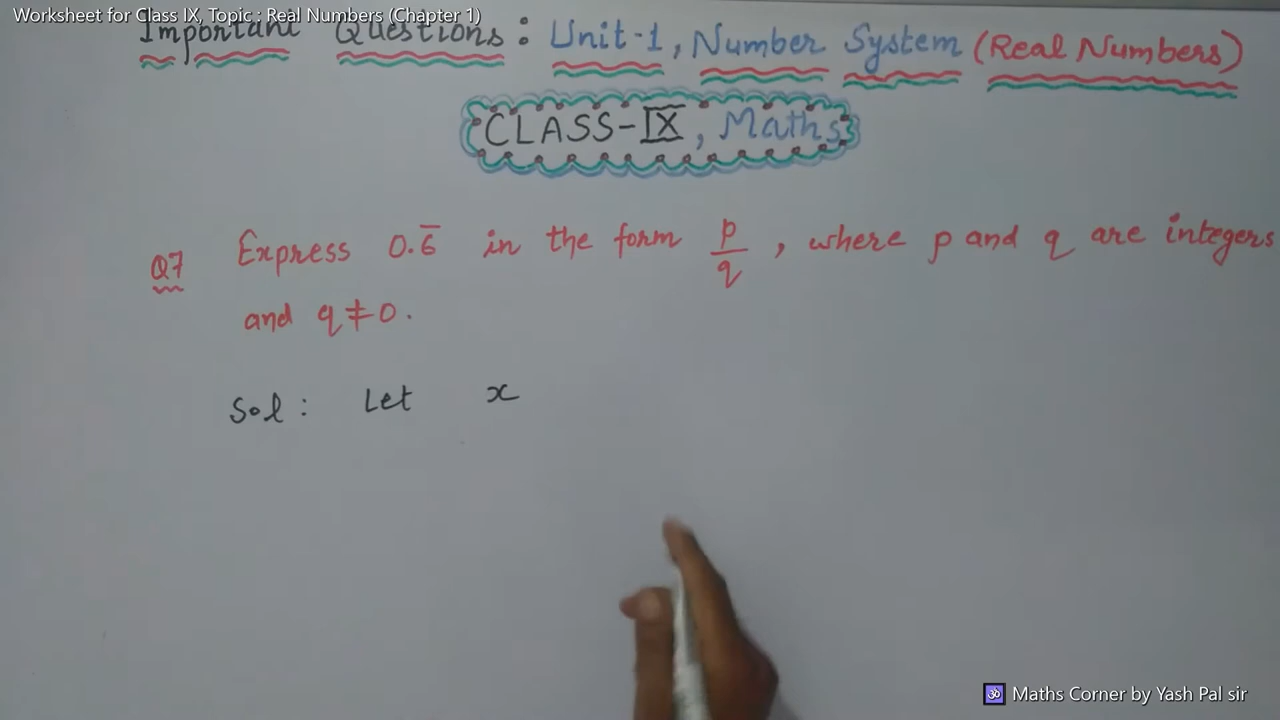 Worksheet for Class IX, Topic : Real Numbers (Chapter 1)
Important Questions : Unit-1, Number System (Real Numbers)
CLASS-IX, Maths
Q7 Express 0.6̅ in the form p/q , where p and q are integers
and q ≠ 0.
Sol : Let x
🕉 Maths Corner by Yash Pal sir